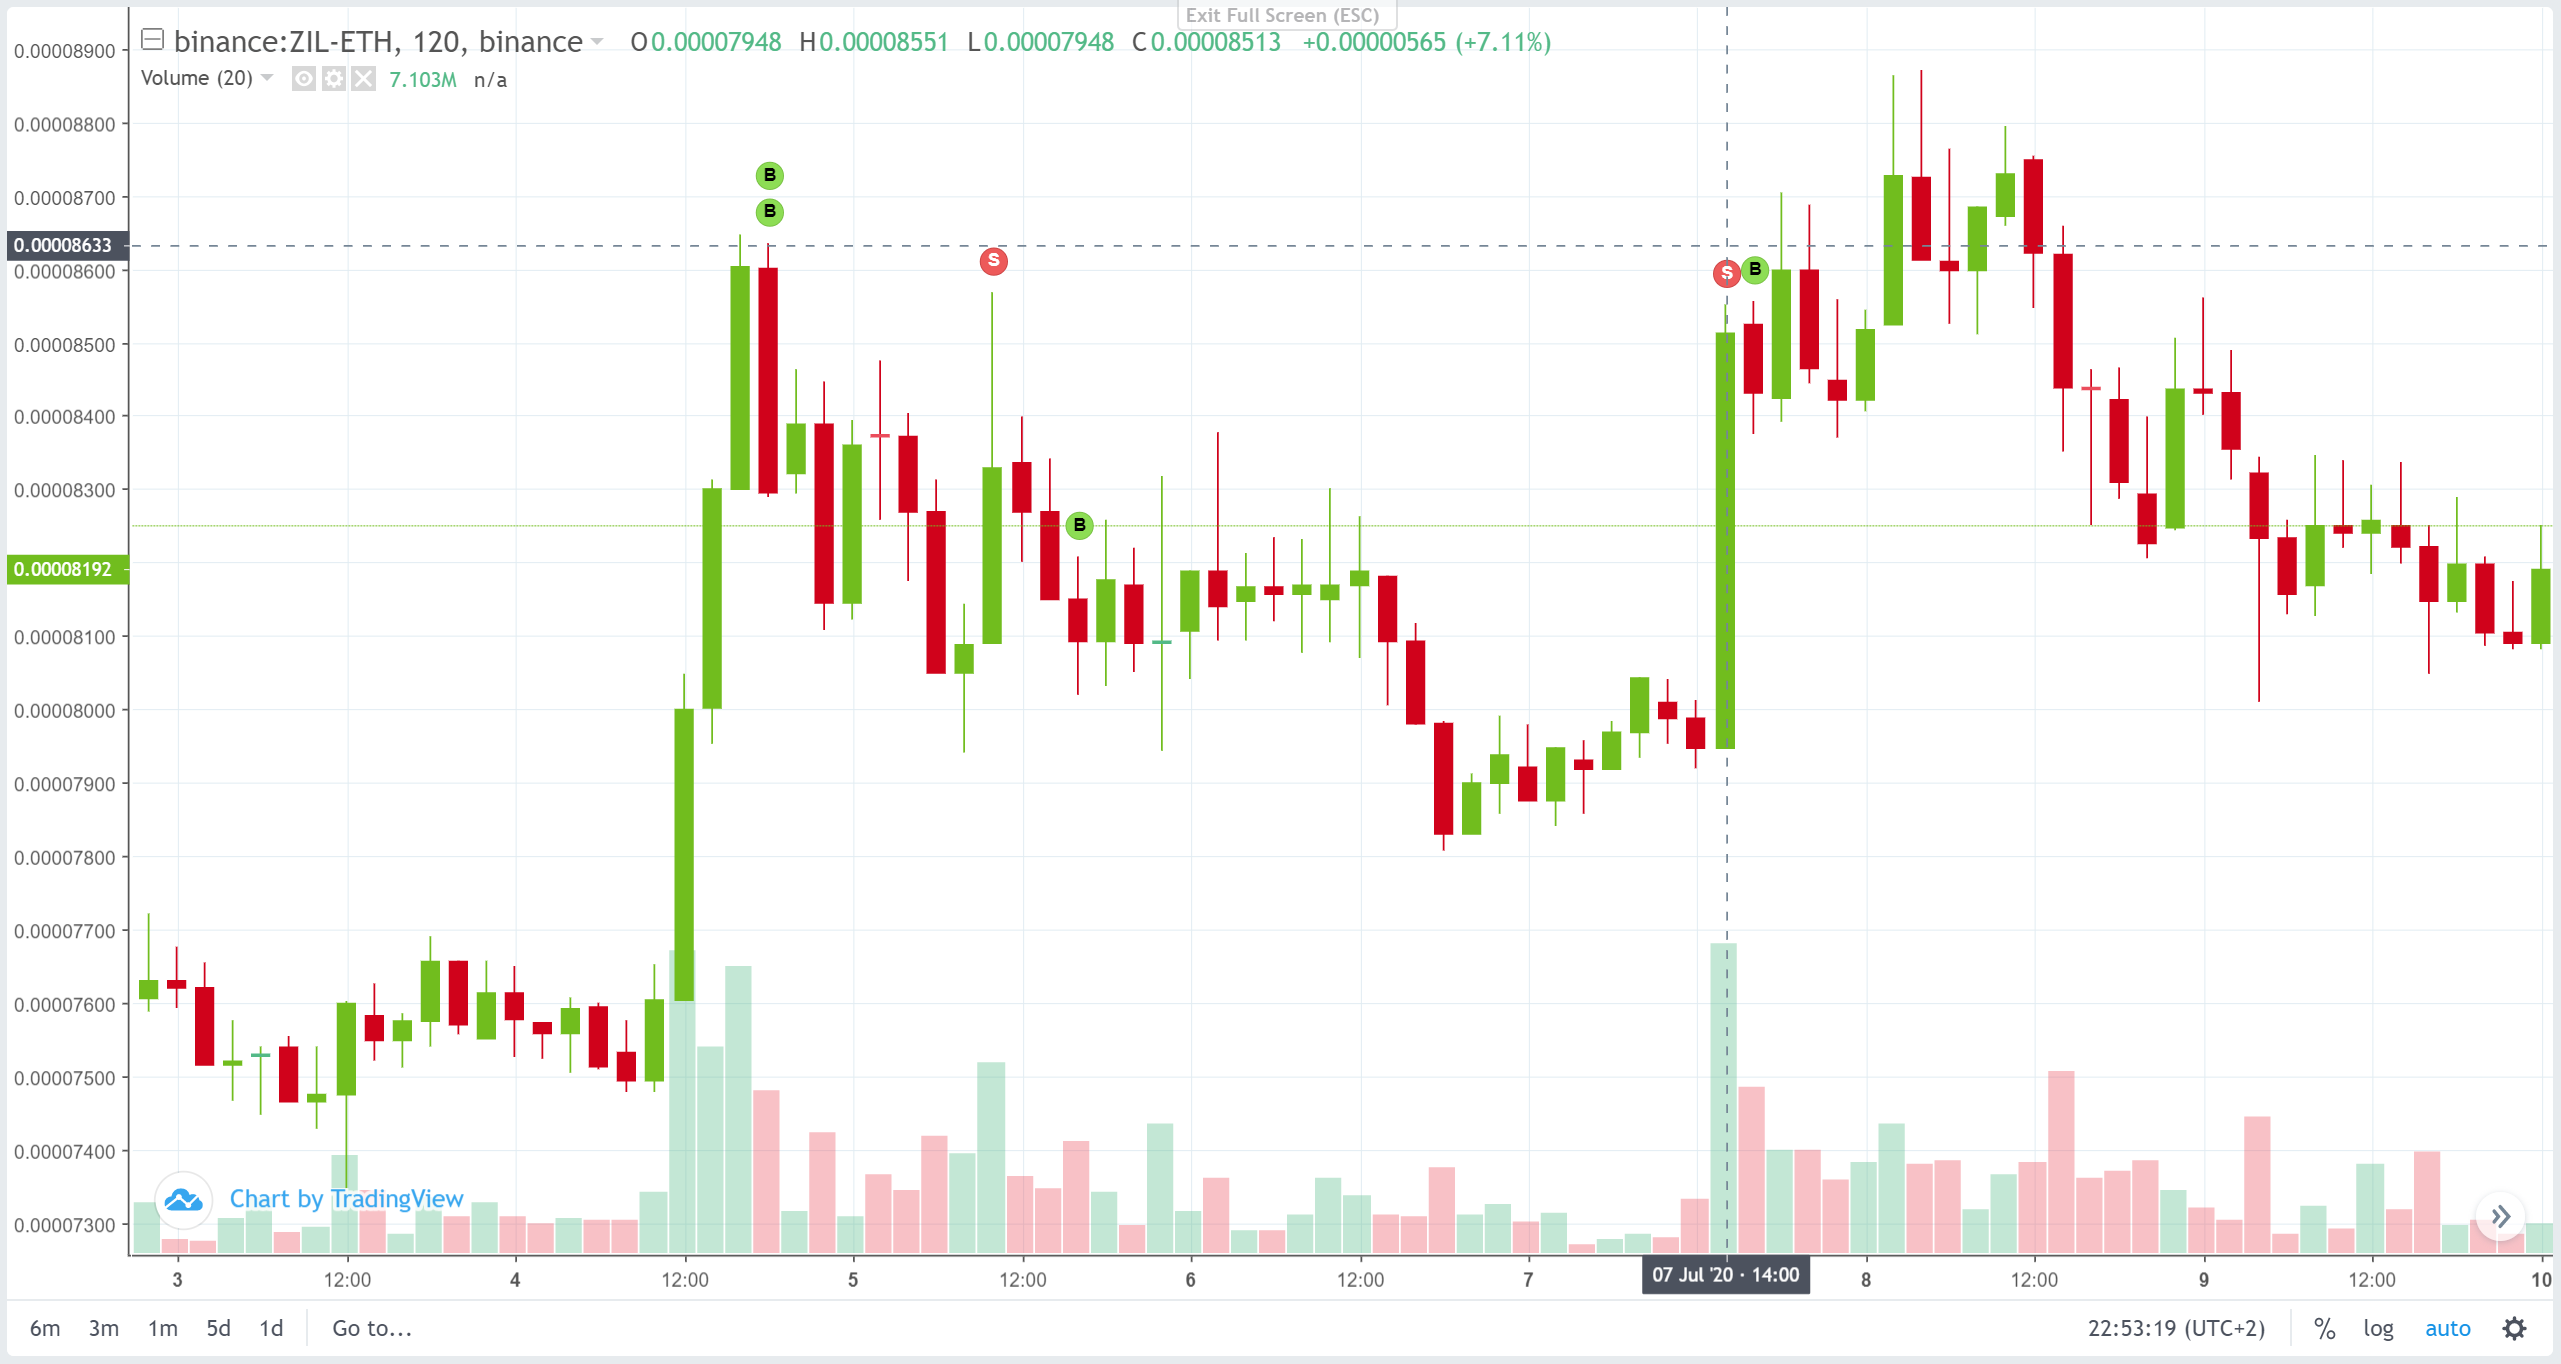 Exit Full Screen (ESC)
binance:ZIL-ETH, 120, binance O0.00007948 H0.00008551 L0.00007948 C0.00008513 +0.00000565 (+7.11%)
Volume (20) 7.103M n/a
0.00008900
0.00008800
0.00008700
0.00008633
0.00008600
0.00008500
0.00008400
0.00008300
0.00008192
0.00008100
0.00008000
0.00007900
0.00007800
0.00007700
0.00007600
0.00007500
0.00007400
0.00007300
B
B
S
B
S B
Chart by TradingView
3 12:00 4 12:00 5 12:00 6 12:00 7 07 Jul '20 · 14:00 8 12:00 9 12:00 10
6m 3m 1m 5d 1d Go to... 22:53:19 (UTC+2) % log auto